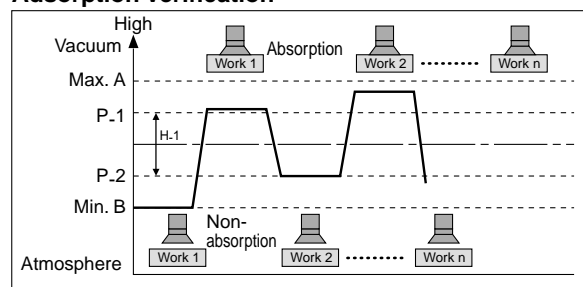 Adsorption verification
High
Vacuum
Work 1 Absorption Work 2 Work n
Max. A
P-1
H-1
P-2
Min. B
Non-
absorption
Work 1 Work 2 Work n
Atmosphere